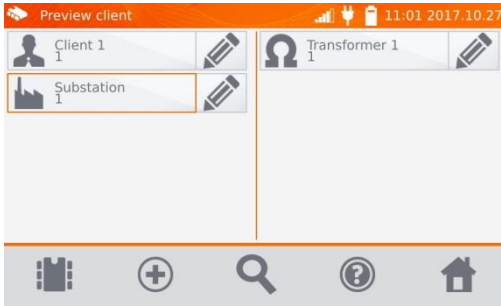 Preview client
11:01 2017.10.27
Client 1
1
Substation
1
Transformer 1
1